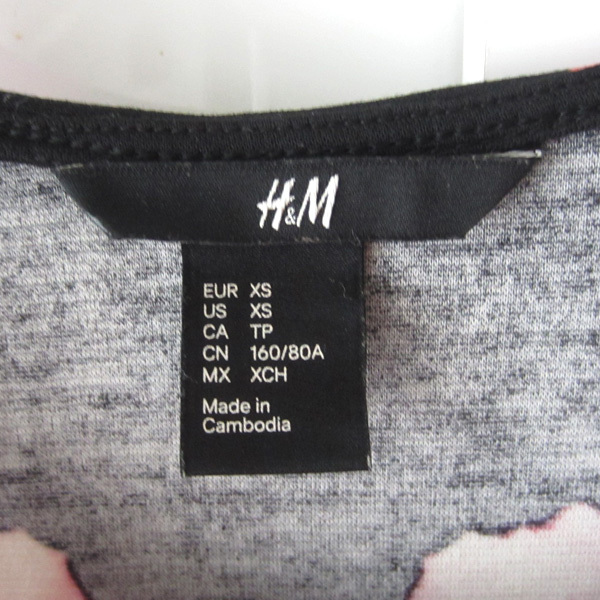 H&M
EUR XS
US XS
CA TP
CN 160/80A
MX XCH
Made in
Cambodia